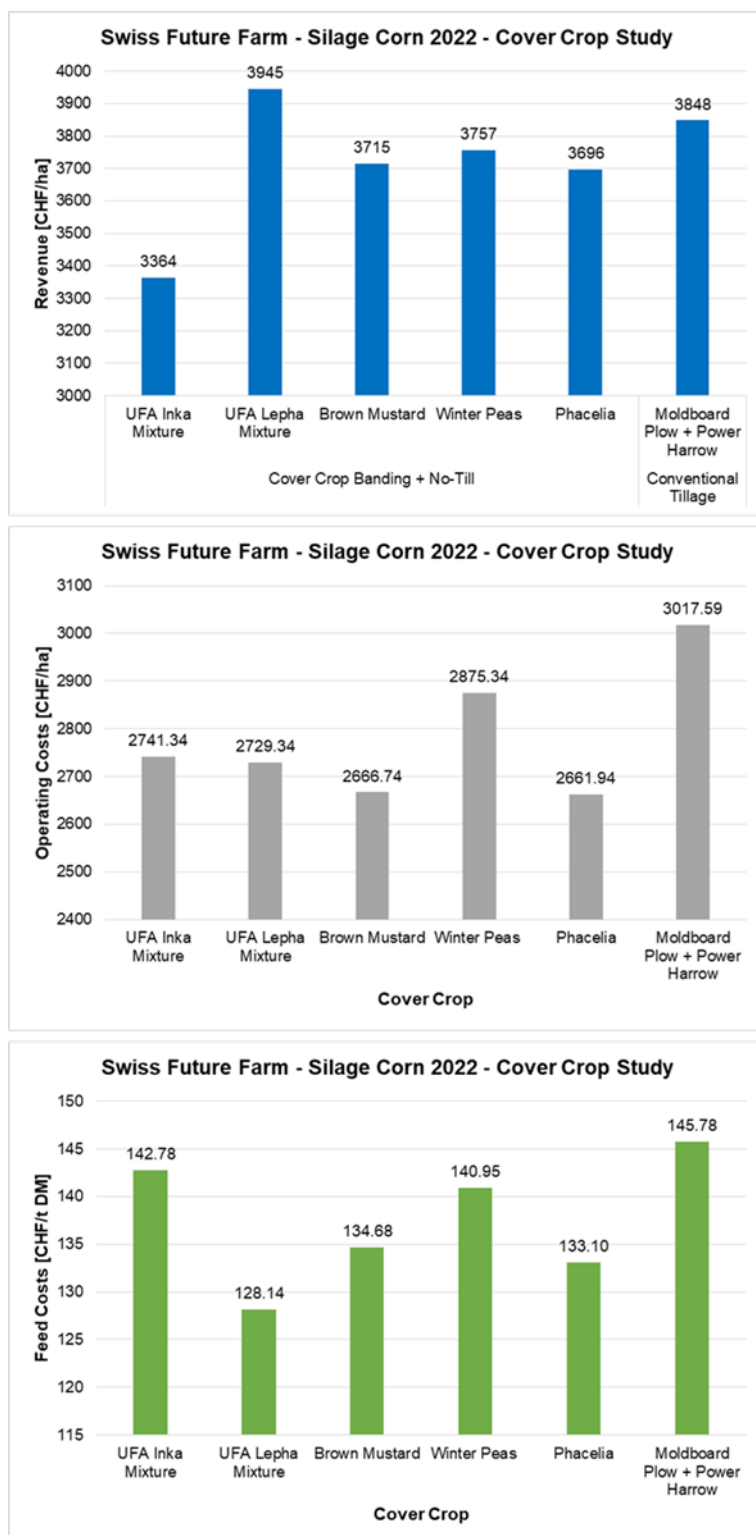 Swiss Future Farm - Silage Corn 2022 - Cover Crop Study
Revenue [CHF/ha]
4000
3900
3800
3700
3600
3500
3400
3300
3200
3100
3000
3364
3945
3715
3757
3696
3848
UFA Inka
Mixture
UFA Lepha
Mixture
Brown Mustard
Winter Peas
Phacelia
Moldboard
Plow + Power
Harrow
Cover Crop Banding + No-Till
Conventional
Tillage
Swiss Future Farm - Silage Corn 2022 - Cover Crop Study
Operating Costs [CHF/ha]
3100
3000
2900
2800
2700
2600
2500
2400
2741.34
2729.34
2666.74
2875.34
2661.94
3017.59
UFA Inka
Mixture
UFA Lepha
Mixture
Brown Mustard
Winter Peas
Phacelia
Moldboard
Plow + Power
Harrow
Cover Crop
Swiss Future Farm - Silage Corn 2022 - Cover Crop Study
Feed Costs [CHF/t DM]
150
145
140
135
130
125
120
115
142.78
128.14
134.68
140.95
133.10
145.78
UFA Inka
Mixture
UFA Lepha
Mixture
Brown Mustard
Winter Peas
Phacelia
Moldboard
Plow + Power
Harrow
Cover Crop